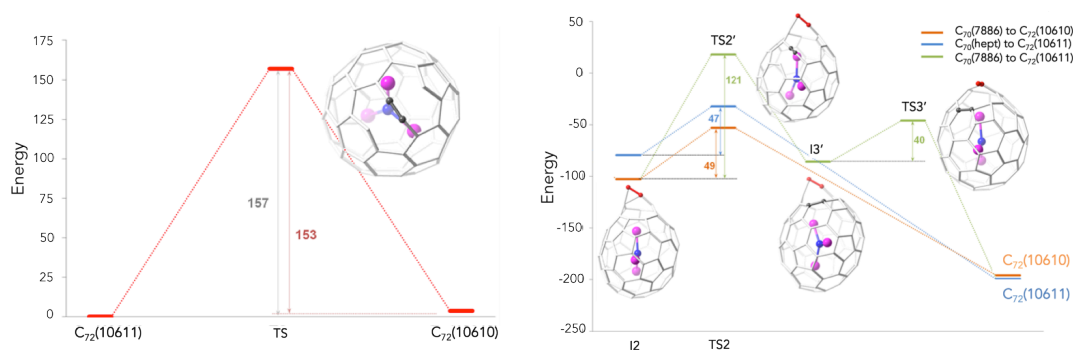 175
150
125
100
75
50
25
0
Energy
157
153
C72(10611)
TS
C72(10610)
50
0
-50
-100
-150
-200
-250
Energy
TS2′
C70(7886) to C72(10610)
C70(hept) to C72(10611)
C70(7886) to C72(10611)
121
47
49
I3′
TS3′
40
C72(10610)
C72(10611)
I2
TS2